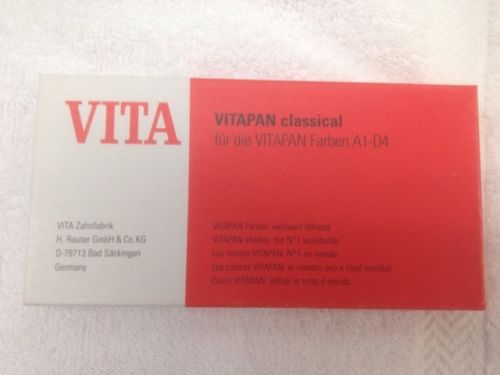 VITA
VITAPAN classical
für die VITAPAN Farben A1-D4
VITA Zahnfabrik
H. Rauter GmbH & Co. KG
D-79713 Bad Säckingen
Germany
VITAPAN Farben: weltweit führend
VITAPAN shades: the N°1 worldwide
Les teintes VITAPAN: N°1 au monde
Los colores VITAPAN: el número uno a nivel mundial
Colori VITAPAN: diffusi in tutto il mondo